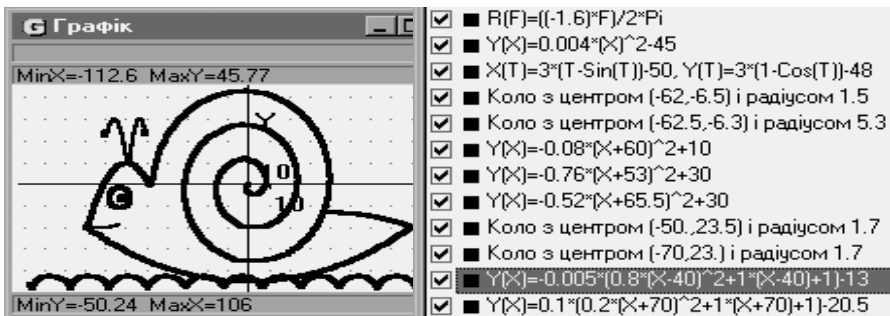 G Графік
MinX=-112.6 MaxY=45.77
Y
10
10
MinY=-50.24 MaxX=106
R(F)=((-1.6)*F)/2*Pi
Y(X)=0.004*(X)^2-45
X(T)=3*(T-Sin(T))-50, Y(T)=3*(1-Cos(T))-48
Коло з центром (-62,-6.5) і радіусом 1.5
Коло з центром (-62.5,-6.3) і радіусом 5.3
Y(X)=-0.08*(X+60)^2+10
Y(X)=-0.76*(X+53)^2+30
Y(X)=-0.52*(X+65.5)^2+30
Коло з центром (-50.,23.5) і радіусом 1.7
Коло з центром (-70,23.) і радіусом 1.7
Y(X)=-0.005*(0.8*(X-40)^2+1*(X-40)+1)-13
Y(X)=0.1*(0.2*(X+70)^2+1*(X+70)+1)-20.5